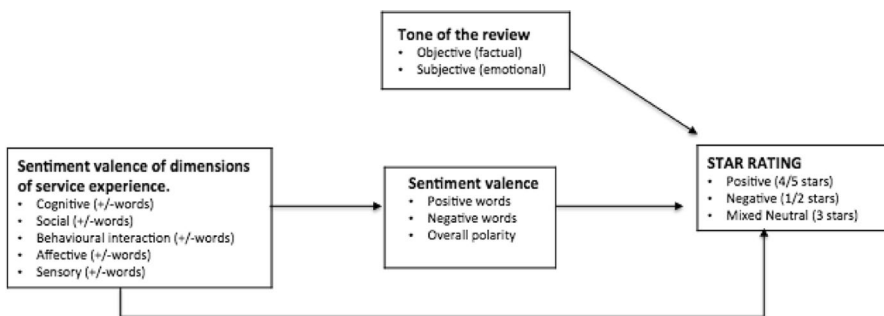 Tone of the review
• Objective (factual)
• Subjective (emotional)
Sentiment valence of dimensions
of service experience.
• Cognitive (+/-words)
• Social (+/-words)
• Behavioural interaction (+/-words)
• Affective (+/-words)
• Sensory (+/-words)
Sentiment valence
• Positive words
• Negative words
• Overall polarity
STAR RATING
• Positive (4/5 stars)
• Negative (1/2 stars)
• Mixed Neutral (3 stars)